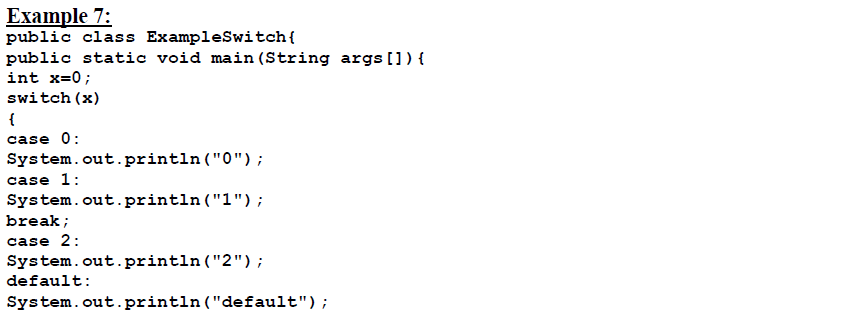 Example 7:
public class ExampleSwitch{
public static void main(String args[]){
int x=0;
switch(x)
{
case 0:
System.out.println("0");
case 1:
System.out.println("1");
break;
case 2:
System.out.println("2");
default:
System.out.println("default");